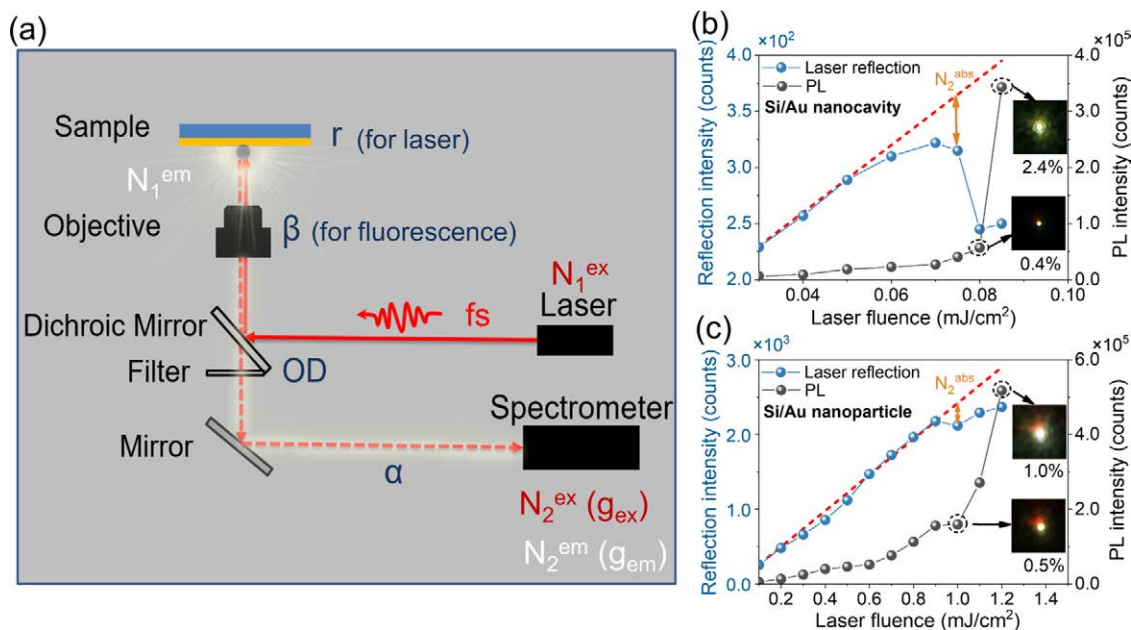 (a)
Sample
r (for laser)
N₁ᵉᵐ
Objective
β (for fluorescence)
N₁ᵉˣ
Laser
fs
Dichroic Mirror
Filter
OD
Mirror
Spectrometer
α
N₂ᵉˣ (gₑₓ)
N₂ᵉᵐ (gₑₘ)
(b)
×10²
×10⁵
4.0
3.5
3.0
2.5
2.0
Reflection intensity (counts)
Laser reflection
PL
Si/Au nanocavity
N₂ᵃᵇˢ
2.4%
0.4%
4.0
3.0
2.0
1.0
0.0
PL intensity (counts)
0.04
0.06
0.08
0.10
Laser fluence (mJ/cm²)
(c)
×10³
×10⁵
3.0
2.0
1.0
0.0
Reflection intensity (counts)
Laser reflection
PL
Si/Au nanoparticle
N₂ᵃᵇˢ
1.0%
0.5%
6.0
4.0
2.0
0.0
PL intensity (counts)
0.2
0.4
0.6
0.8
1.0
1.2
1.4
Laser fluence (mJ/cm²)